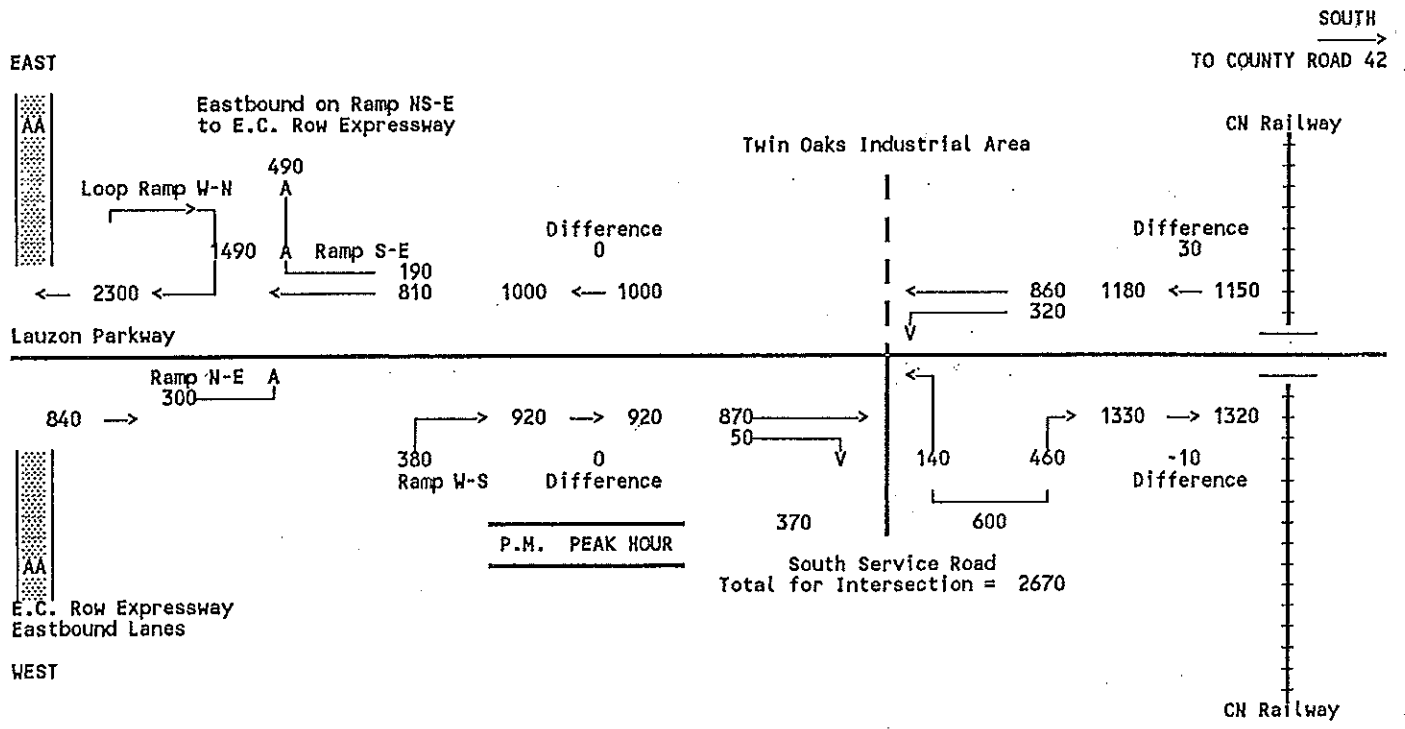 SOUTH
EAST
TO COUNTY ROAD 42
AA
Eastbound on Ramp NS-E
to E.C. Row Expressway
CN Railway
Twin Oaks Industrial Area
490
Loop Ramp W-N
A
Difference
0
Difference
30
1490 A Ramp S-E
190
2300
810 1000 1000
860 1180 1150
320
Lauzon Parkway
Ramp N-E A
300
840
920 920 870
50
1330 1320
380
Ramp W-S
0
Difference
140 460
-10
Difference
370
600
P.M. PEAK HOUR
AA
South Service Road
Total for Intersection = 2670
E.C. Row Expressway
Eastbound Lanes
WEST
CN Railway